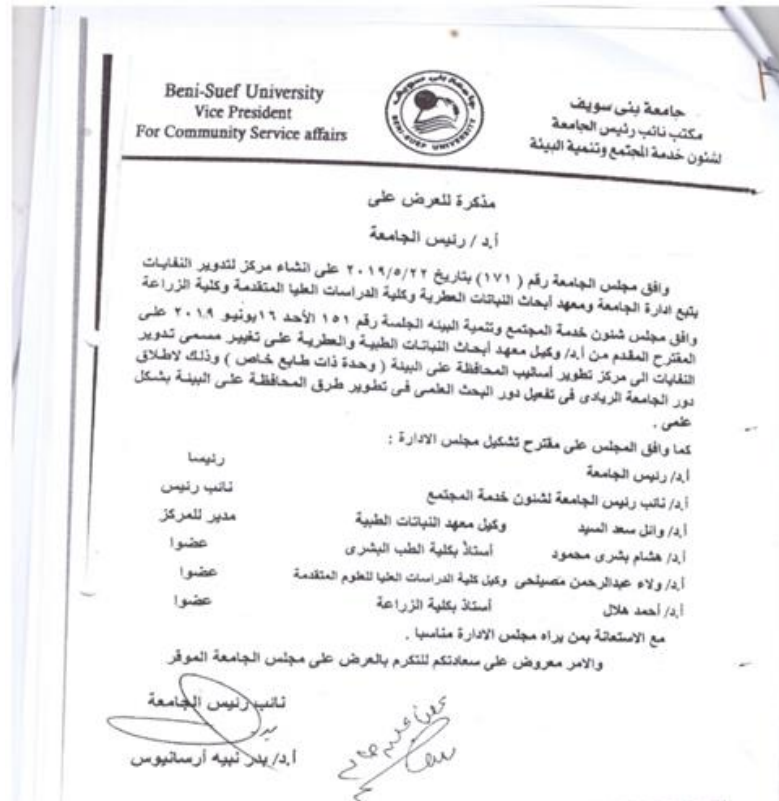 Beni-Suef University
Vice President
For Community Service affairs
جامعة بنى سويف
BENI-SUEF UNIVERSITY
جامعة بنى سويف
مكتب نائب رئيس الجامعة
لشئون خدمة المجتمع وتنمية البيئة
مذكرة للعرض على
أ.د / رئيس الجامعة
وافق مجلس الجامعة رقم ( ١٧١ ) بتاريخ ٢٠١٩/٥/٢٢ على انشاء مركز لتدوير النفايات
يتبع ادارة الجامعة ومعهد أبحاث النباتات العطرية وكلية الدراسات العليا المتقدمة وكلية الزراعة
وافق مجلس شئون خدمة المجتمع وتنمية البيئه الجلسة رقم ١٥١ الأحد ١٦ يونيو ٢٠١٩ على
المقترح المقدم من أ.د/ وكيل معهد أبحاث النباتات الطبية والعطرية على تغيير مسمى تدوير
النفايات الى مركز تطوير أساليب المحافظة على البيئة ( وحدة ذات طابع خاص ) وذلك لاطلاق
دور الجامعة الريادى فى تفعيل دور البحث العلمى فى تطوير طرق المحافظة على البيئة بشكل
علمى .
كما وافق المجلس على مقترح تشكيل مجلس الادارة :
أ.د/ رئيس الجامعة رئيسا
أ.د/ نائب رئيس الجامعة لشئون خدمة المجتمع نائب رئيس
أ.د/ وائل سعد السيد وكيل معهد النباتات الطبية مدير للمركز
أ.د/ هشام بشرى محمود أستاذ بكلية الطب البشرى عضوا
أ.د/ ولاء عبدالرحمن مصيلحى وكيل كلية الدراسات العليا للعلوم المتقدمة عضوا
أ.د/ أحمد هلال أستاذ بكلية الزراعة عضوا
مع الاستعانة بمن يراه مجلس الادارة مناسبا .
والامر معروض على سعادتكم للتكرم بالعرض على مجلس الجامعة الموقر
نائب رئيس الجامعة
أ.د/ بدر نبيه أرسانيوس